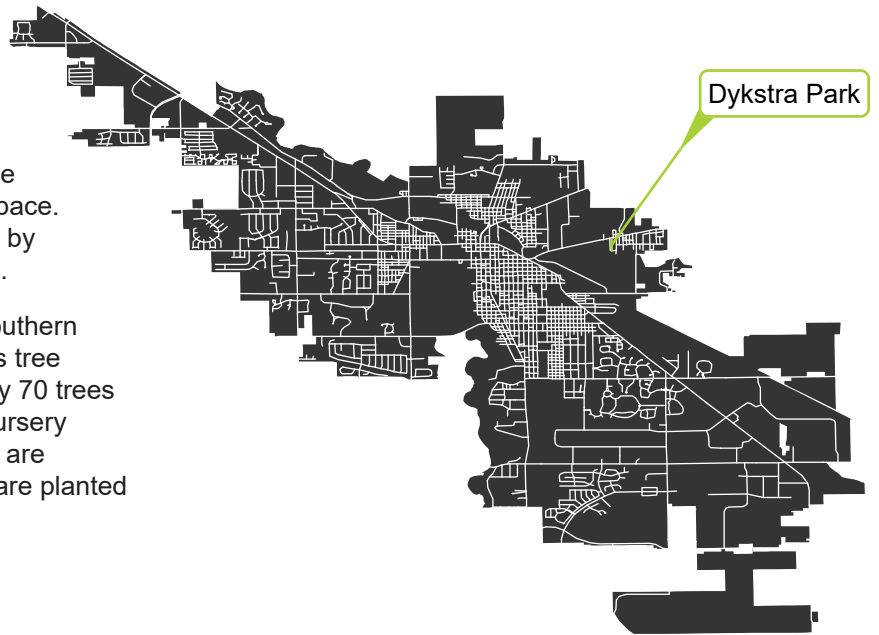 Dykstra Park
e
pace.
by
.
outhern
s tree
y 70 trees
ursery
are
are planted